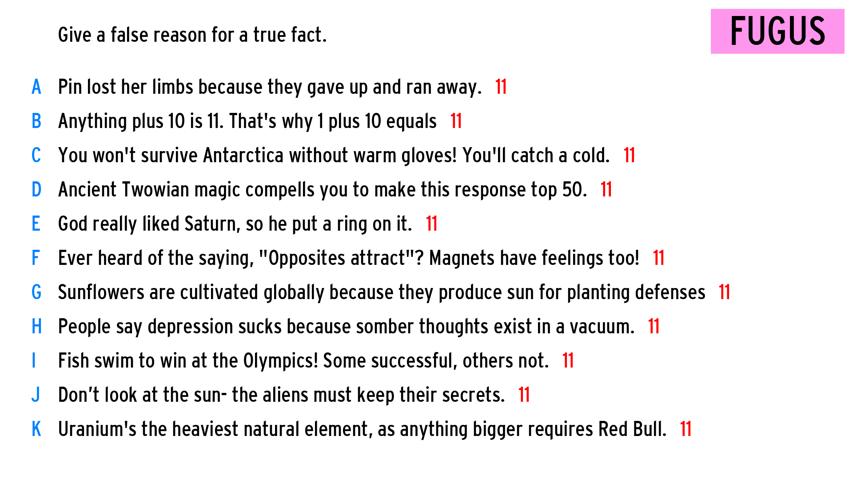 Give a false reason for a true fact.
FUGUS
A Pin lost her limbs because they gave up and ran away. 11
B Anything plus 10 is 11. That's why 1 plus 10 equals 11
C You won't survive Antarctica without warm gloves! You'll catch a cold. 11
D Ancient Twowian magic compells you to make this response top 50. 11
E God really liked Saturn, so he put a ring on it. 11
F Ever heard of the saying, "Opposites attract"? Magnets have feelings too! 11
G Sunflowers are cultivated globally because they produce sun for planting defenses 11
H People say depression sucks because somber thoughts exist in a vacuum. 11
I Fish swim to win at the Olympics! Some successful, others not. 11
J Don’t look at the sun- the aliens must keep their secrets. 11
K Uranium's the heaviest natural element, as anything bigger requires Red Bull. 11